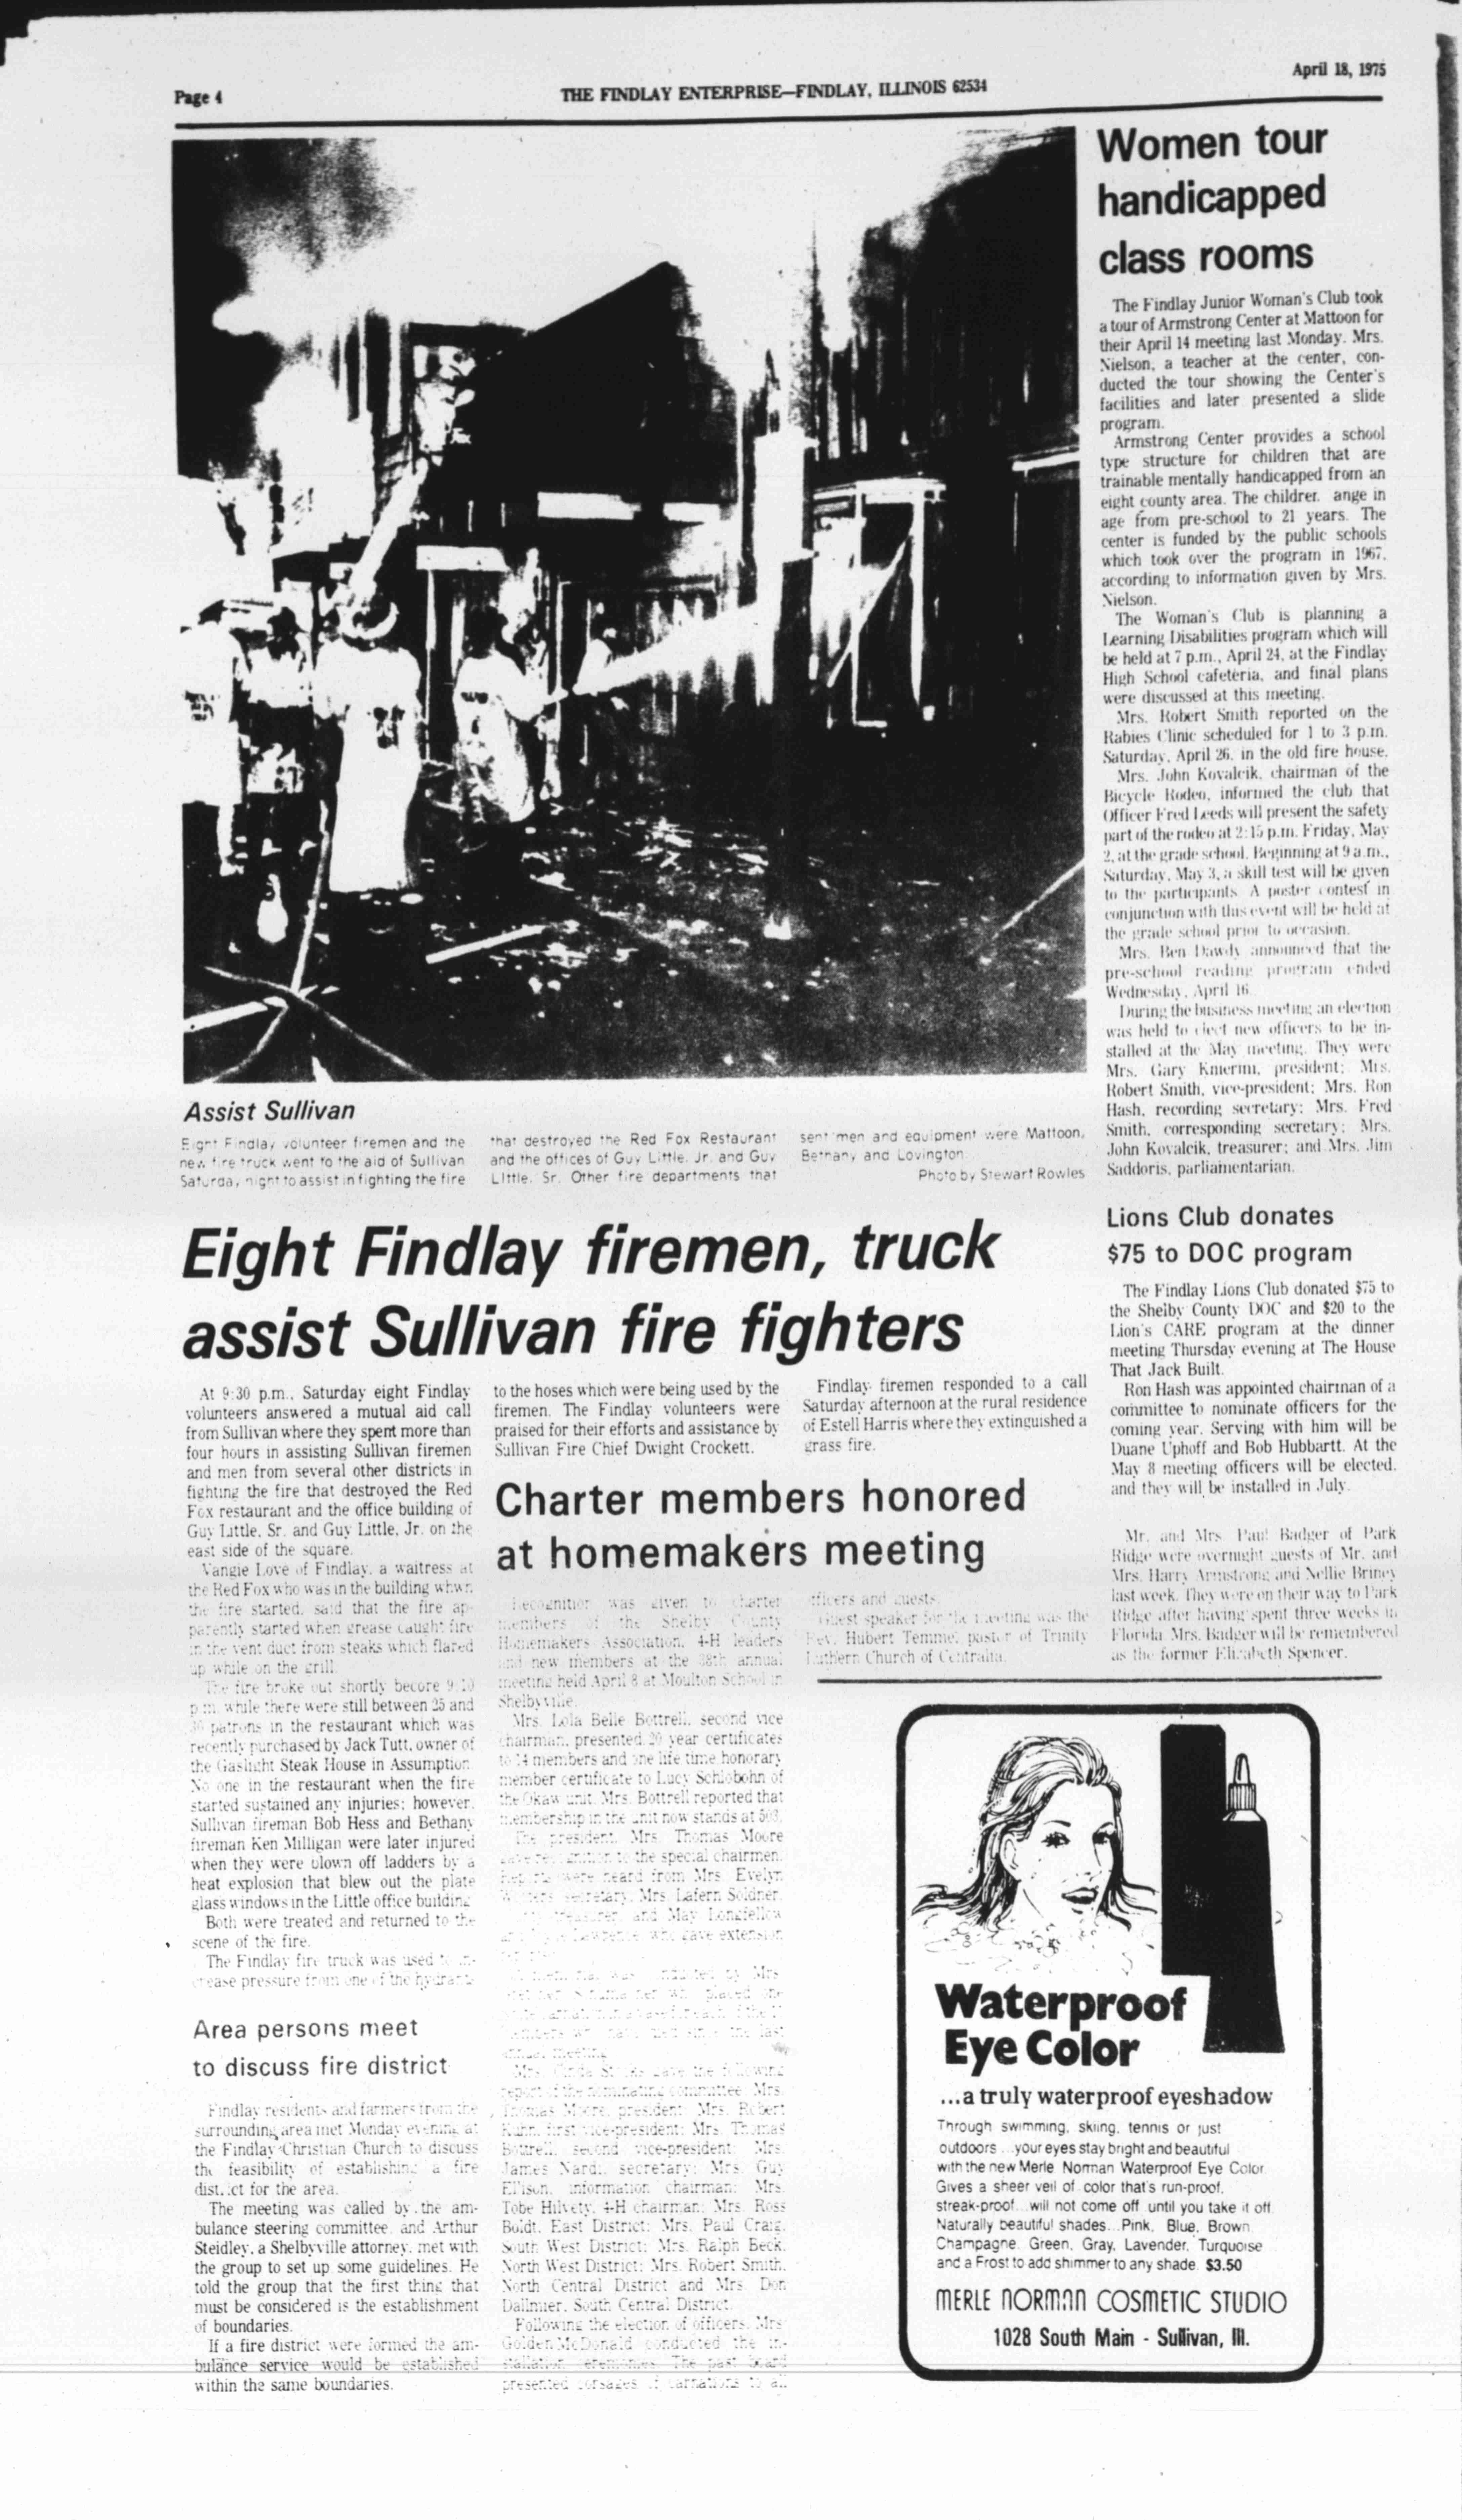 Page 4
THE FINDLAY ENTERPRISE—FINDLAY, ILLINOIS 62534
April 18, 1975
Fox
Assist Sullivan
Eight Findlay volunteer firemen and the
new fire truck went to the aid of Sullivan
Saturday night to assist in fighting the fire
that destroyed the Red Fox Restaurant
and the offices of Guy Little, Jr. and Guy
Little, Sr. Other fire departments that
sent men and equipment were Mattoon,
Bethany and Lovington.
Photo by Stewart Rowles
Eight Findlay firemen, truck
assist Sullivan fire fighters
At 9:30 p.m., Saturday eight Findlay
volunteers answered a mutual aid call
from Sullivan where they spent more than
four hours in assisting Sullivan firemen
and men from several other districts in
fighting the fire that destroyed the Red
Fox restaurant and the office building of
Guy Little, Sr. and Guy Little, Jr. on the
east side of the square.
Vangie Love of Findlay, a waitress at
the Red Fox who was in the building when
the fire started, said that the fire ap-
parently started when grease caught fire
in the vent duct from steaks which flared
up while on the grill.
The fire broke out shortly becore 9:10
p.m. while there were still between 25 and
30 patrons in the restaurant which was
recently purchased by Jack Tutt, owner of
the Gaslight Steak House in Assumption.
No one in the restaurant when the fire
started sustained any injuries; however,
Sullivan fireman Bob Hess and Bethany
fireman Ken Milligan were later injured
when they were blown off ladders by a
heat explosion that blew out the plate
glass windows in the Little office building.
Both were treated and returned to the
scene of the fire.
The Findlay fire truck was used to in-
crease pressure from one of the hydrants
to the hoses which were being used by the
firemen. The Findlay volunteers were
praised for their efforts and assistance by
Sullivan Fire Chief Dwight Crockett.
Findlay firemen responded to a call
Saturday afternoon at the rural residence
of Estell Harris where they extinguished a
grass fire.
Area persons meet
to discuss fire district
Findlay residents and farmers from the
surrounding area met Monday evening at
the Findlay Christian Church to discuss
the feasibility of establishing a fire
dist.ict for the area.
The meeting was called by the am-
bulance steering committee and Arthur
Steidley, a Shelbyville attorney, met with
the group to set up some guidelines. He
told the group that the first thing that
must be considered is the establishment
of boundaries.
If a fire district were formed the am-
bulance service would be established
within the same boundaries.
Charter members honored
at homemakers meeting
Recognition was given to charter
members of the Shelby County
Homemakers Association, 4-H leaders
and new members at the 38th annual
meeting held April 8 at Moulton School in
Shelbyville.
Mrs. Lola Belle Bottrell, second vice
chairman, presented 20 year certificates
to 14 members and one life time honorary
member certificate to Lucy Schlobohn of
the Okaw unit. Mrs. Bottrell reported that
membership in the unit now stands at 503.
The president, Mrs. Thomas Moore
gave recognition to the special chairmen.
Reports were heard from Mrs. Evelyn
secretary, Mrs. Lafern Soldner,
treasurer, and May Longfellow
and Lawrence who gave extension
was by Mrs.
who placed one
the last
annual meeting.
Mrs. gave the following
report of the nominating committee: Mrs.
Thomas Moore, president; Mrs. Robert
Kuhn, first vice-president; Mrs. Thomas
Bottrell, second vice-president; Mrs.
James Nardi, secretary; Mrs. Guy
Ellison, information chairman; Mrs.
Tobe Hilvety, 4-H chairman; Mrs. Ross
Boldt, East District; Mrs. Paul Craig,
South West District; Mrs. Ralph Beck,
North West District; Mrs. Robert Smith,
North Central District and Mrs. Don
Dallmier, South Central District.
Following the election of officers, Mrs.
Golden McDonald conducted the in-
stallation ceremonies. The past board
presented corsages of carnations to all
officers and guests.
Guest speaker for the meeting was the
Rev. Hubert Temme, pastor of Trinity
Luthern Church of Centralia.
Women tour
handicapped
class rooms
The Findlay Junior Woman's Club took
a tour of Armstrong Center at Mattoon for
their April 14 meeting last Monday. Mrs.
Nielson, a teacher at the center, con-
ducted the tour showing the Center's
facilities and later presented a slide
program.
Armstrong Center provides a school
type structure for children that are
trainable mentally handicapped from an
eight county area. The children ange in
age from pre-school to 21 years. The
center is funded by the public schools
which took over the program in 1967,
according to information given by Mrs.
Nielson.
The Woman's Club is planning a
Learning Disabilities program which will
be held at 7 p.m., April 24, at the Findlay
High School cafeteria, and final plans
were discussed at this meeting.
Mrs. Robert Smith reported on the
Rabies Clinic scheduled for 1 to 3 p.m.
Saturday, April 26, in the old fire house.
Mrs. John Kovalcik, chairman of the
Bicycle Rodeo, informed the club that
Officer Fred Leeds will present the safety
part of the rodeo at 2:15 p.m. Friday, May
2, at the grade school. Beginning at 9 a.m.,
Saturday, May 3, a skill test will be given
to the participants. A poster contest in
conjunction with this event will be held at
the grade school prior to occasion.
Mrs. Ben Dawdy announced that the
pre-school reading program ended
Wednesday, April 16.
During the business meeting an election
was held to elect new officers to be in-
stalled at the May meeting. They were
Mrs. Gary Knierim, president; Mrs.
Robert Smith, vice-president; Mrs. Ron
Hash, recording secretary; Mrs. Fred
Smith, corresponding secretary; Mrs.
John Kovalcik, treasurer; and Mrs. Jim
Saddoris, parliamentarian.
Lions Club donates
$75 to DOC program
The Findlay Lions Club donated $75 to
the Shelby County DOC and $20 to the
Lion's CARE program at the dinner
meeting Thursday evening at The House
That Jack Built.
Ron Hash was appointed chairman of a
committee to nominate officers for the
coming year. Serving with him will be
Duane Uphoff and Bob Hubbartt. At the
May 8 meeting officers will be elected,
and they will be installed in July.
Mr. and Mrs. Paul Badger of Park
Ridge were overnight guests of Mr. and
Mrs. Harry Armstrong and Nellie Briney
last week. They were on their way to Park
Ridge after having spent three weeks in
Florida. Mrs. Badger will be remembered
as the former Elizabeth Spencer.
Waterproof
Eye Color
...a truly waterproof eyeshadow
Through swimming, skiing, tennis or just
outdoors...your eyes stay bright and beautiful
with the new Merle Norman Waterproof Eye Color.
Gives a sheer veil of color that's run-proof,
streak-proof...will not come off until you take it off.
Naturally beautiful shades...Pink, Blue, Brown,
Champagne, Green, Gray, Lavender, Turquoise
and a Frost to add shimmer to any shade. $3.50
MERLE NORMAN COSMETIC STUDIO
1028 South Main - Sullivan, Ill.